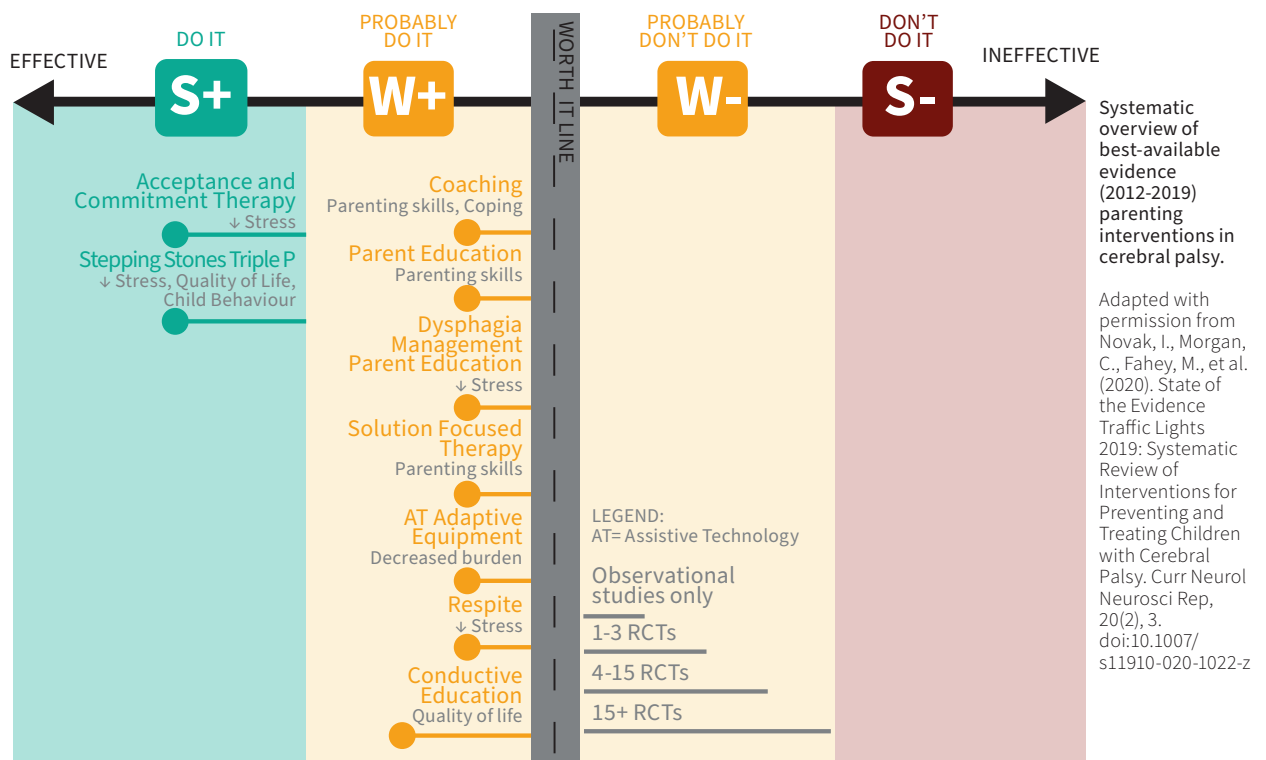 EFFECTIVE
DO IT
S+
PROBABLY
DO IT
W+
WORTH IT LINE
PROBABLY
DON'T DO IT
W-
DON'T
DO IT
S-
INEFFECTIVE
Acceptance and
Commitment Therapy
↓ Stress
Stepping Stones Triple P
↓ Stress, Quality of Life,
Child Behaviour
Coaching
Parenting skills, Coping
Parent Education
Parenting skills
Dysphagia
Management
Parent Education
↓ Stress
Solution Focused
Therapy
Parenting skills
AT Adaptive
Equipment
Decreased burden
Respite
↓ Stress
Conductive
Education
Quality of life
LEGEND:
AT= Assistive Technology
Observational
studies only
1-3 RCTs
4-15 RCTs
15+ RCTs
Systematic
overview of
best-available
evidence
(2012-2019)
parenting
interventions in
cerebral palsy.
Adapted with
permission from
Novak, I., Morgan,
C., Fahey, M., et al.
(2020). State of
the Evidence
Traffic Lights
2019: Systematic
Review of
Interventions for
Preventing and
Treating Children
with Cerebral
Palsy. Curr Neurol
Neurosci Rep,
20(2), 3.
doi:10.1007/
s11910-020-1022-z